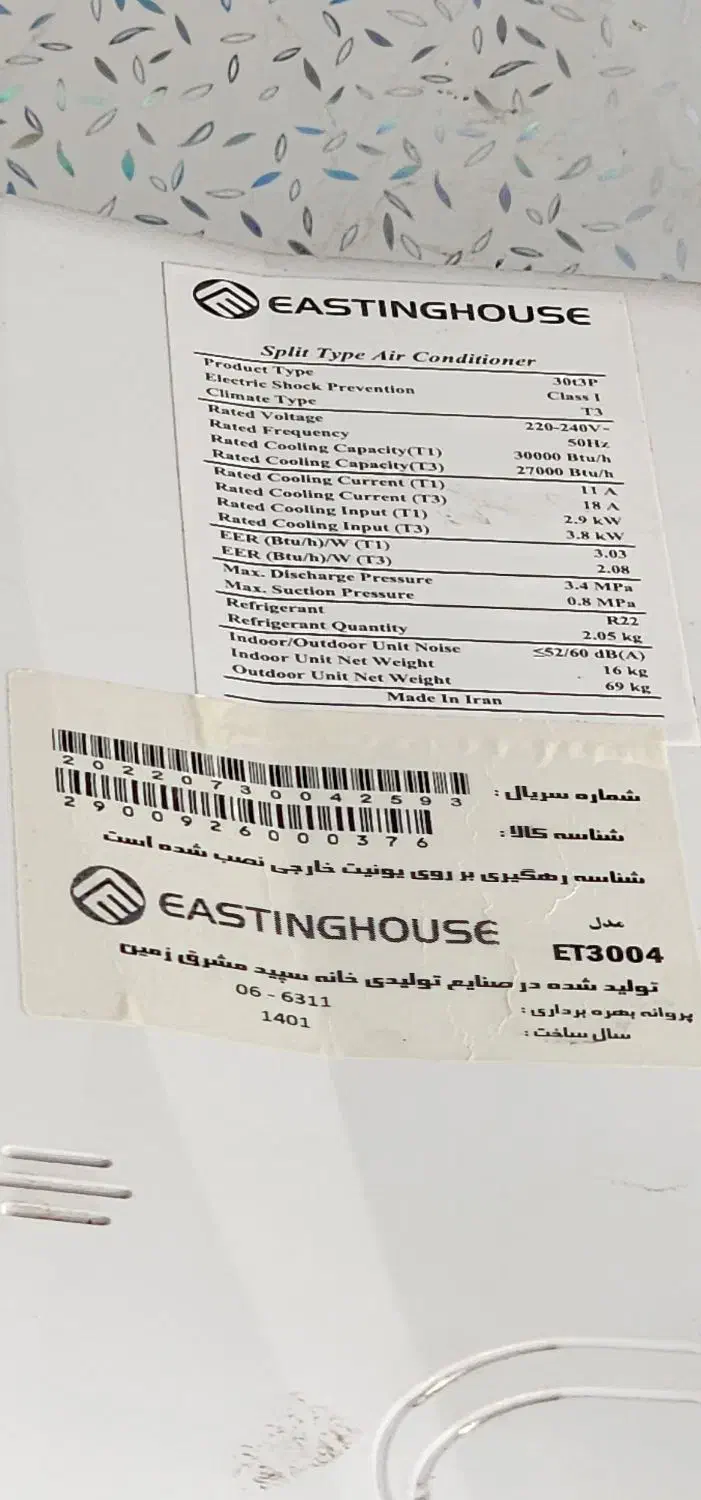 EASTINGHOUSE
Split Type Air Conditioner
Product Type 30t3P
Electric Shock Prevention Class I
Climate Type T3
Rated Voltage 220-240V~
Rated Frequency 50Hz
Rated Cooling Capacity(T1) 30000 Btu/h
Rated Cooling Capacity(T3) 27000 Btu/h
Rated Cooling Current (T1) 11 A
Rated Cooling Current (T3) 18 A
Rated Cooling Input (T1) 2.9 kW
Rated Cooling Input (T3) 3.8 kW
EER (Btu/h)/W (T1) 3.03
EER (Btu/h)/W (T3) 2.08
Max. Discharge Pressure 3.4 MPa
Max. Suction Pressure 0.8 MPa
Refrigerant R22
Refrigerant Quantity 2.05 kg
Indoor/Outdoor Unit Noise ≤52/60 dB(A)
Indoor Unit Net Weight 16 kg
Outdoor Unit Net Weight 69 kg
Made In Iran
شماره سریال : 2022073004 2593
شناسه کالا : 2900926000376
شناسه رهگیری بر روی یونیت خارجی نصب شده است
EASTINGHOUSE مدل
ET3004
تولید شده در صنایع تولیدی خانه سپید مشرق زمین
پروانه بهره برداری : 06 - 6311
سال ساخت : 1401